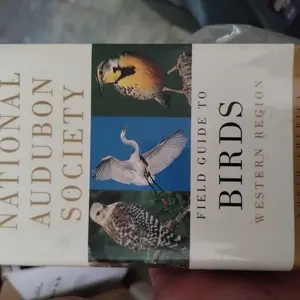 NATIONAL
AUDUBON
SOCIETY
FIELD GUIDE TO
BIRDS
WESTERN REGION